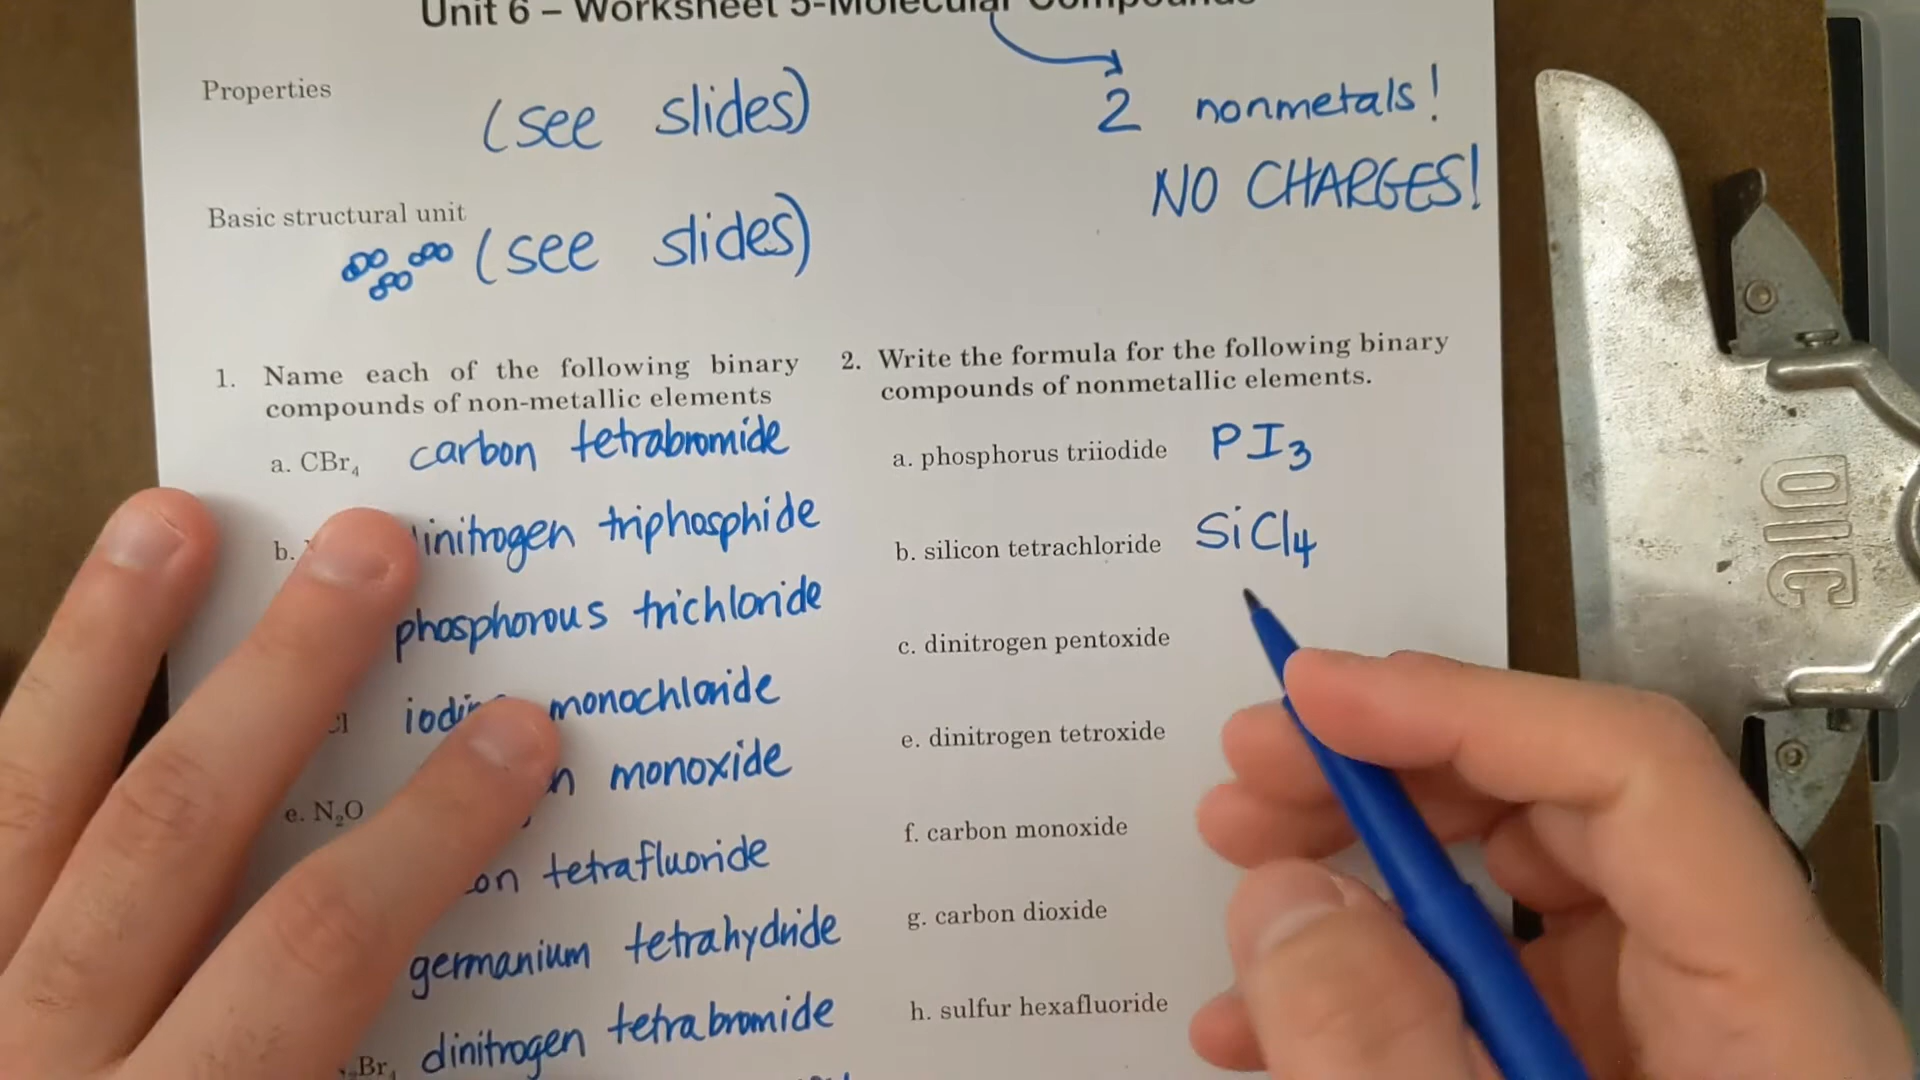 Unit 6 – Worksheet 5-Molecular Compounds
Properties
(see slides)
2 nonmetals!
NO CHARGES!
Basic structural unit
(see slides)
1. Name each of the following binary
compounds of non-metallic elements
a. CBr₄ carbon tetrabromide
b. dinitrogen triphosphide
phosphorous trichloride
monochloride
monoxide
e. N₂O
tetrafluoride
germanium tetrahydride
dinitrogen tetrabromide
2. Write the formula for the following binary
compounds of nonmetallic elements.
a. phosphorus triiodide PI₃
b. silicon tetrachloride SiCl₄
c. dinitrogen pentoxide
e. dinitrogen tetroxide
f. carbon monoxide
g. carbon dioxide
h. sulfur hexafluoride
OIC